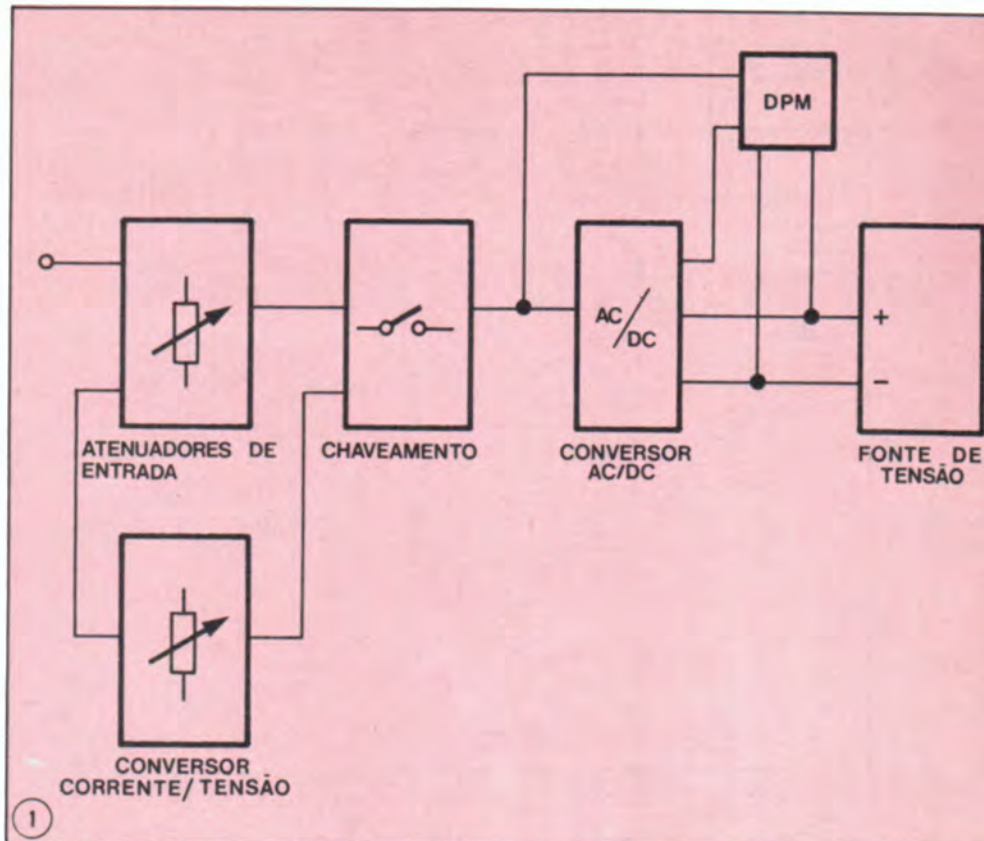 DPM
AC/DC
+
−
ATENUADORES DE
ENTRADA
CHAVEAMENTO
CONVERSOR
AC/DC
FONTE DE
TENSÃO
CONVERSOR
CORRENTE/TENSÃO
1